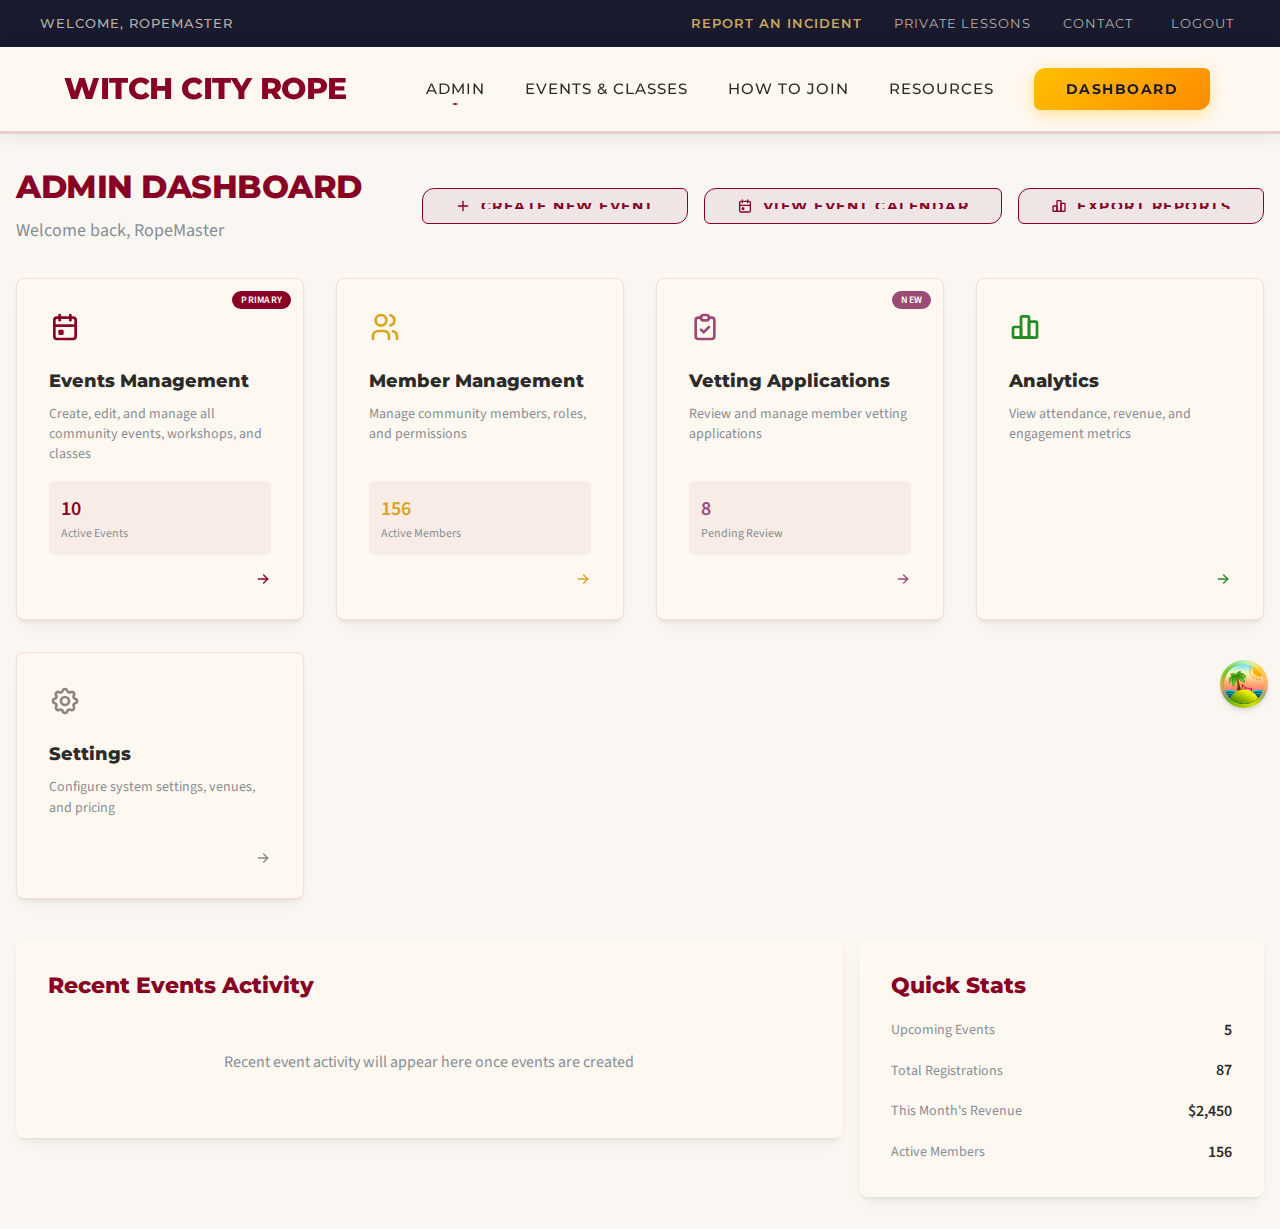 WELCOME, ROPEMASTER
REPORT AN INCIDENT
PRIVATE LESSONS
CONTACT
LOGOUT
WITCH CITY ROPE
ADMIN
EVENTS & CLASSES
HOW TO JOIN
RESOURCES
DASHBOARD
ADMIN DASHBOARD
Welcome back, RopeMaster
CREATE NEW EVENT
VIEW EVENT CALENDAR
EXPORT REPORTS
PRIMARY
Events Management
Create, edit, and manage all
community events, workshops, and
classes
10
Active Events
Member Management
Manage community members, roles,
and permissions
156
Active Members
NEW
Vetting Applications
Review and manage member vetting
applications
8
Pending Review
Analytics
View attendance, revenue, and
engagement metrics
Settings
Configure system settings, venues,
and pricing
Recent Events Activity
Recent event activity will appear here once events are created
Quick Stats
Upcoming Events 5
Total Registrations 87
This Month's Revenue $2,450
Active Members 156